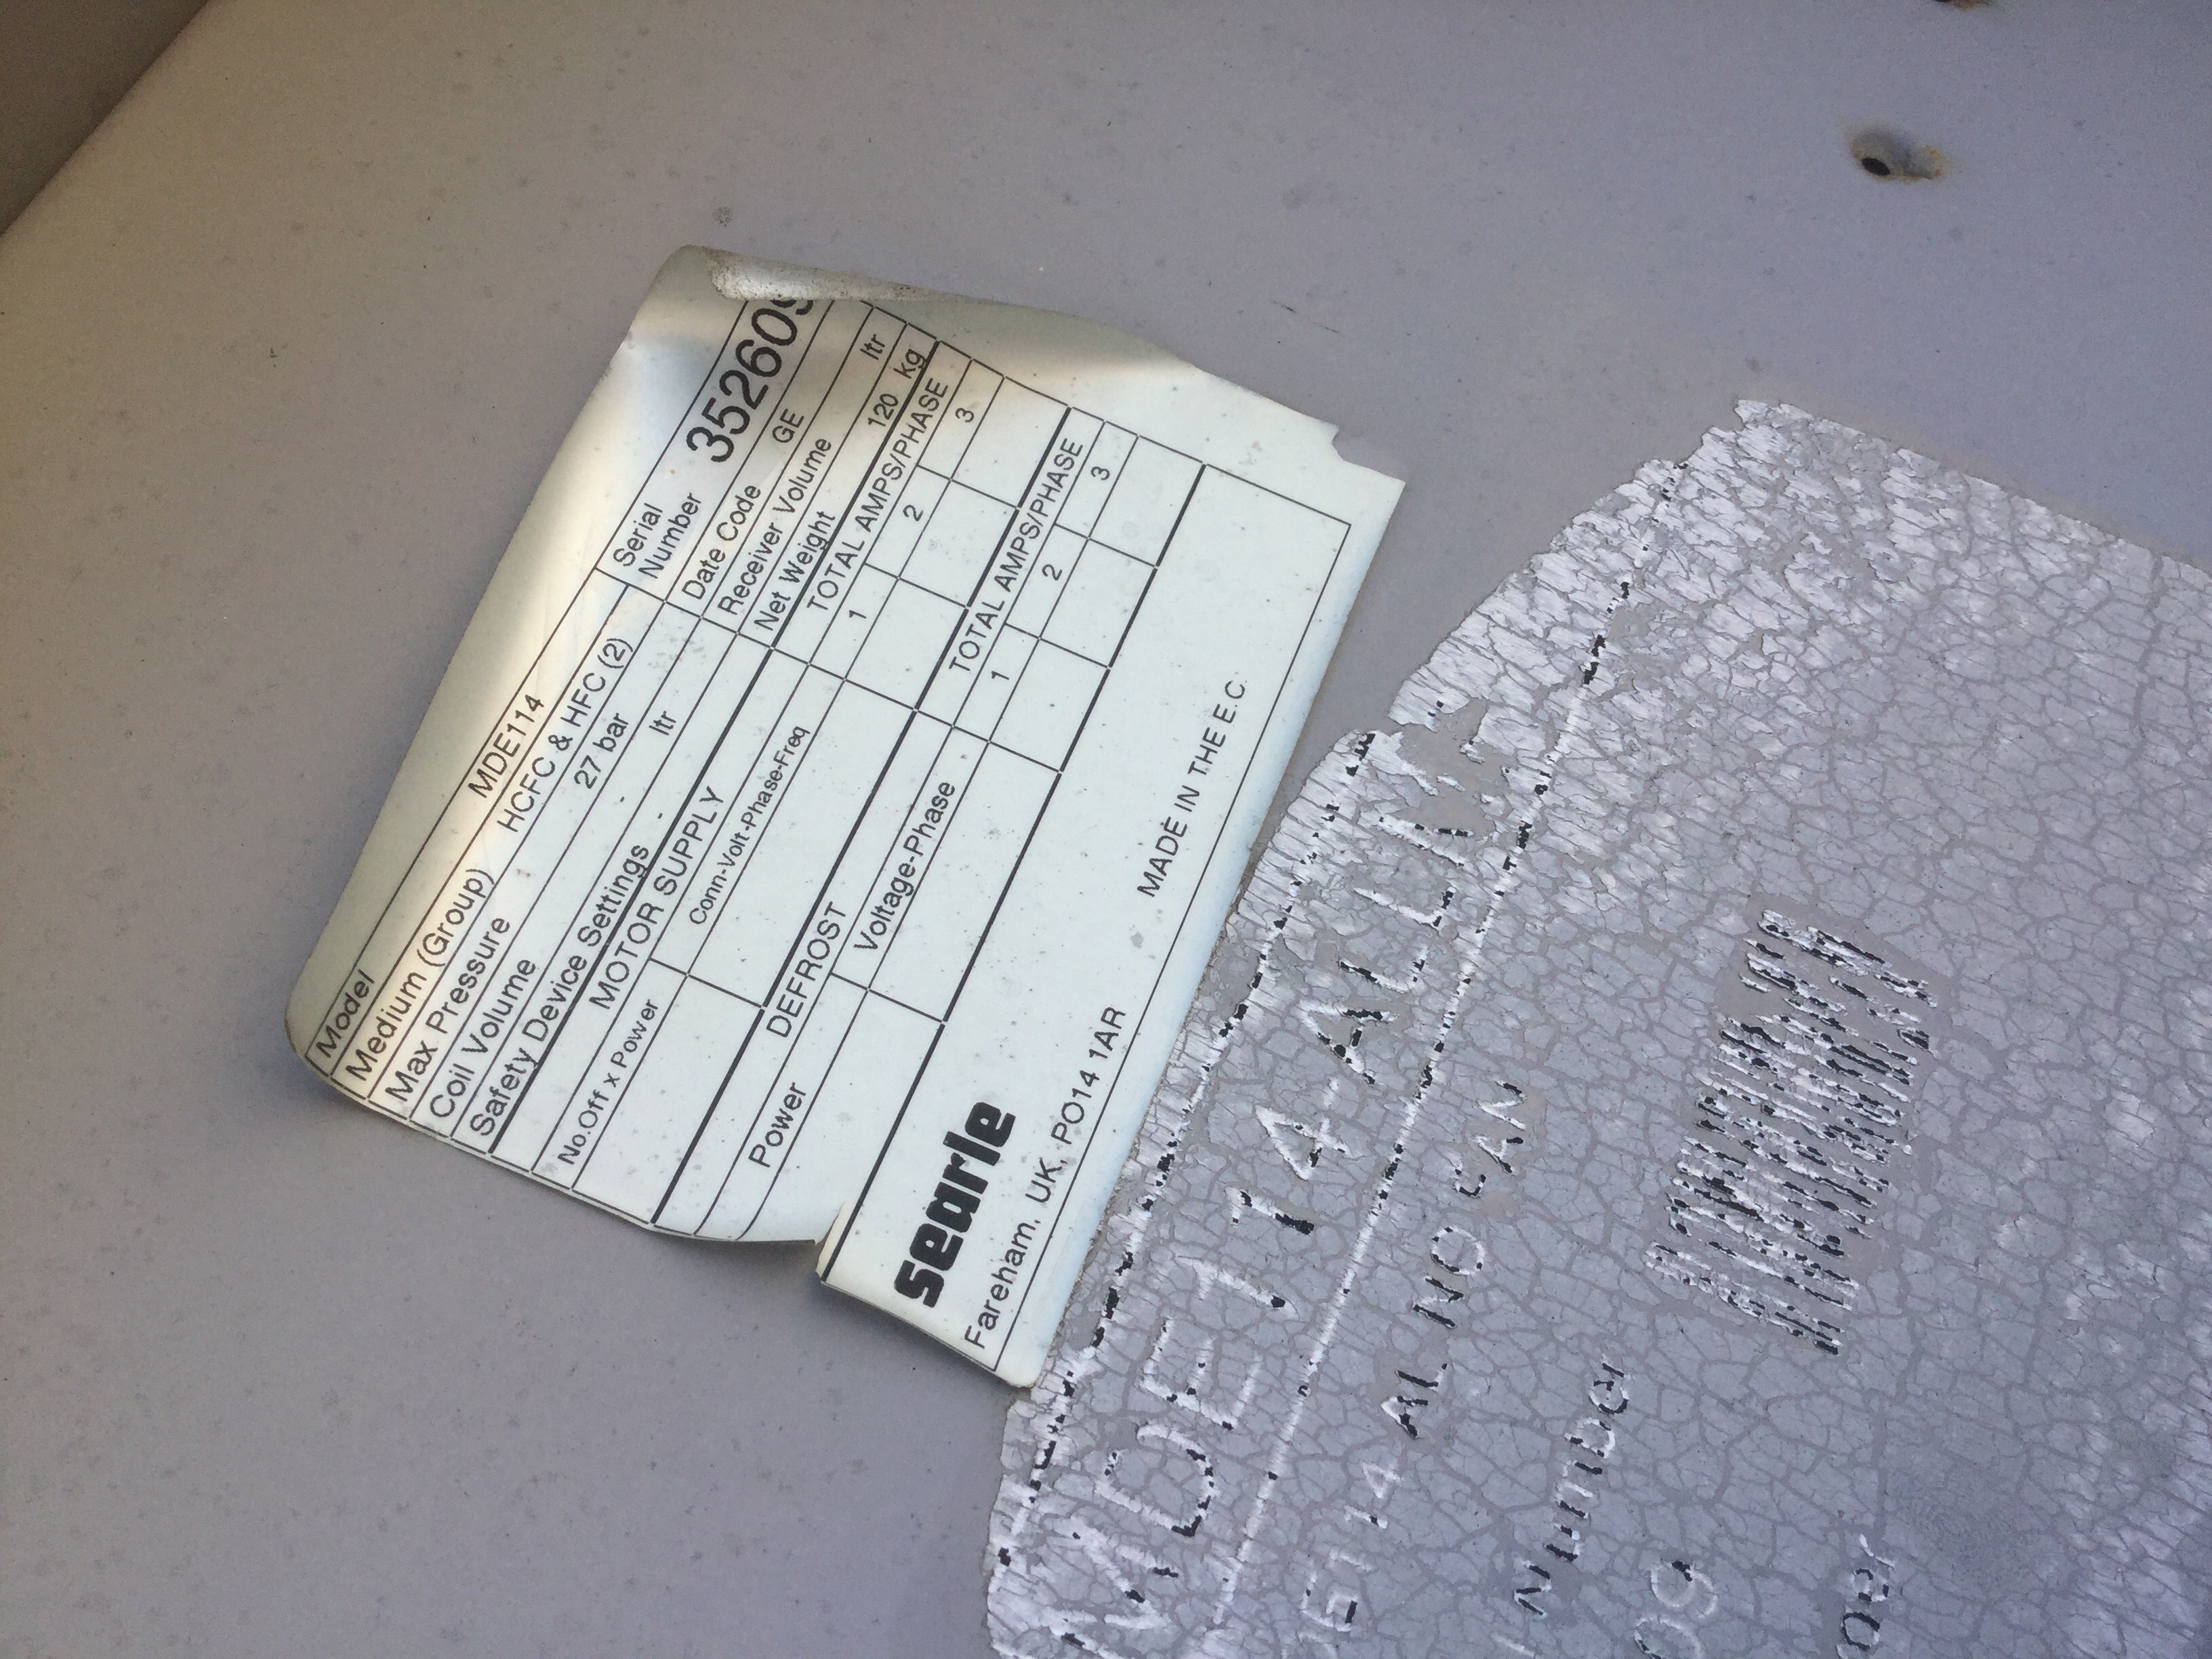 Model MDE114
Medium (Group) HCFC & HFC (2)
Max Pressure 27 bar
Coil Volume - ltr
Safety Device Settings -
Serial Number 352609
Date Code GE
Receiver Volume ltr
Net Weight 120 kg
MOTOR SUPPLY
TOTAL AMPS/PHASE
No.Off x Power Conn-Volt-Phase-Freq 1 2 3
DEFROST
TOTAL AMPS/PHASE
Power Voltage-Phase 1 2 3
searle
Fareham, UK, PO14 1AR MADE IN THE E.C.
MDE114-ALLM
E114 AL NO FAN
Number
09